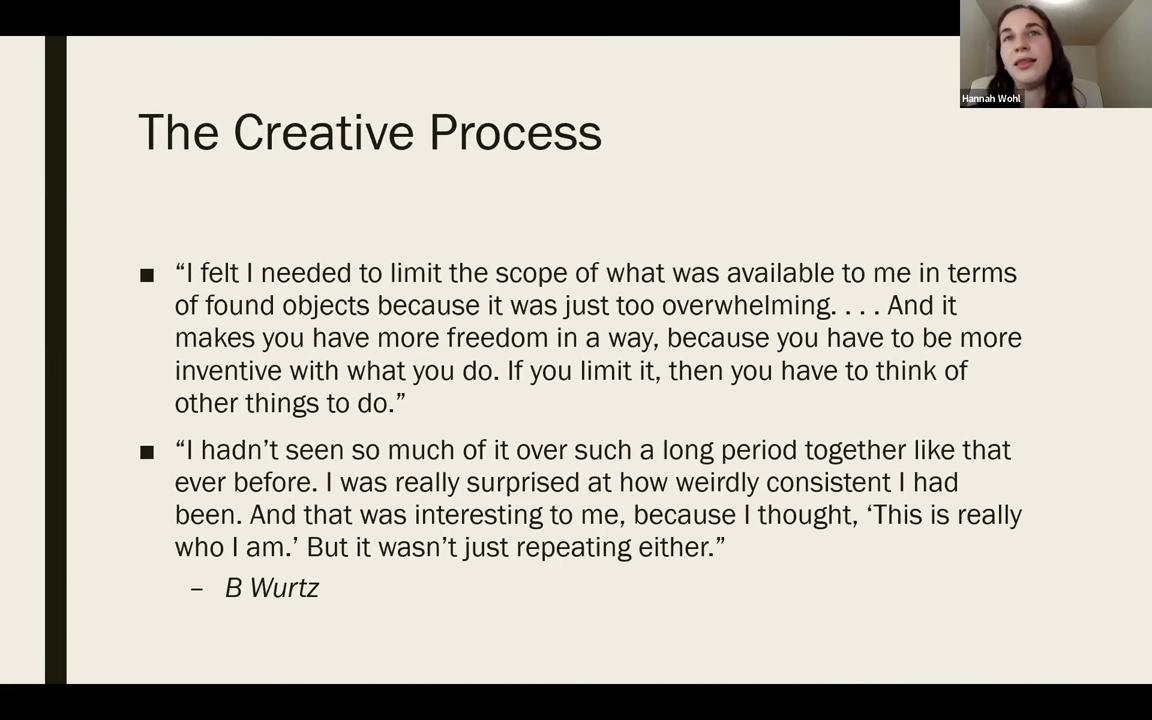 Hannah Wohl
The Creative Process
■ “I felt I needed to limit the scope of what was available to me in terms
of found objects because it was just too overwhelming. . . . And it
makes you have more freedom in a way, because you have to be more
inventive with what you do. If you limit it, then you have to think of
other things to do.”
■ “I hadn’t seen so much of it over such a long period together like that
ever before. I was really surprised at how weirdly consistent I had
been. And that was interesting to me, because I thought, ‘This is really
who I am.’ But it wasn’t just repeating either.”
– B Wurtz